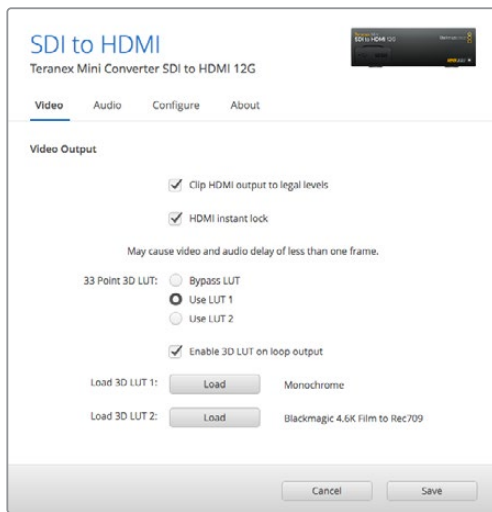 SDI to HDMI
Teranex Mini Converter SDI to HDMI 12G
Video Audio Configure About
Video Output
Clip HDMI output to legal levels
HDMI instant lock
May cause video and audio delay of less than one frame.
33 Point 3D LUT: Bypass LUT
Use LUT 1
Use LUT 2
Enable 3D LUT on loop output
Load 3D LUT 1: Load Monochrome
Load 3D LUT 2: Load Blackmagic 4.6K Film to Rec709
Cancel Save